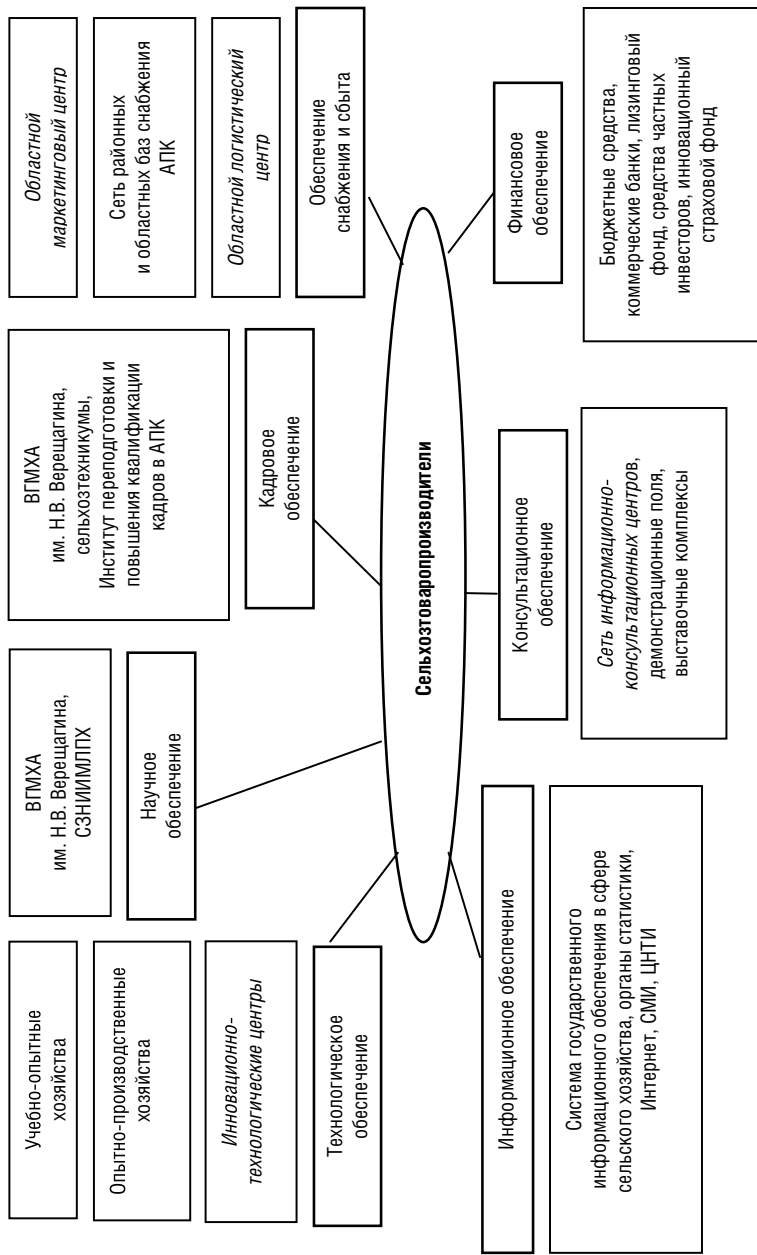 Учебно-опытные
хозяйства
Опытно-производственные
хозяйства
Инновационно-
технологические центры
Технологическое
обеспечение
ВГМХА
им. Н.В. Верещагина,
СЗНИИМЛПХ
Научное
обеспечение
ВГМХА
им. Н.В. Верещагина,
сельхозтехникумы,
Институт переподготовки и
повышения квалификации
кадров в АПК
Кадровое
обеспечение
Областной
маркетинговый центр
Сеть районных
и областных баз снабжения
АПК
Областной логистический
центр
Обеспечение
снабжения и сбыта
Сельхозтоваропроизводители
Информационное обеспечение
Система государственного
информационного обеспечения в сфере
сельского хозяйства, органы статистики,
Интернет, СМИ, ЦНТИ
Консультационное
обеспечение
Сеть информационно-
консультационных центров,
демонстрационные поля,
выставочные комплексы
Финансовое
обеспечение
Бюджетные средства,
коммерческие банки, лизинговый
фонд, средства частных
инвесторов, инновационный
страховой фонд